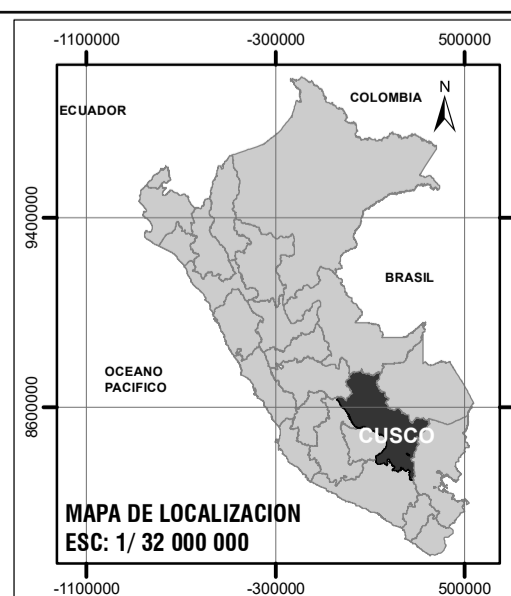 -1100000 -300000 500000
ECUADOR
COLOMBIA
N
9400000
BRASIL
OCEANO
PACIFICO
8600000
CUSCO
MAPA DE LOCALIZACION
ESC: 1/ 32 000 000
-1100000 -300000 500000